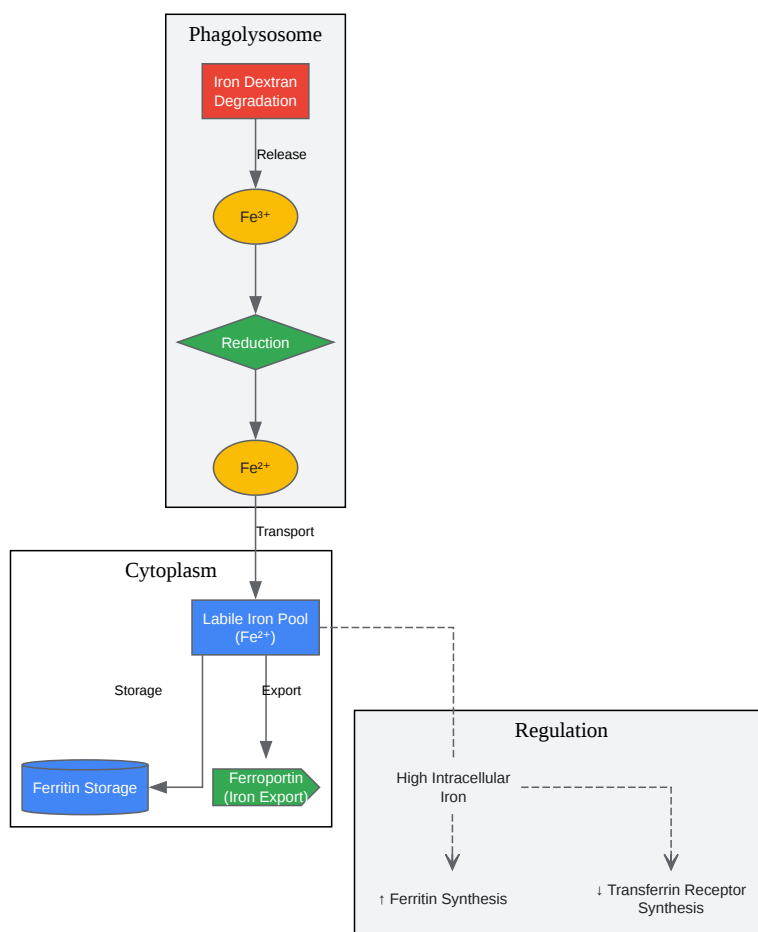 Phagolysosome
Iron Dextran
Degradation
Release
Fe³⁺
Reduction
Fe²⁺
Transport
Cytoplasm
Labile Iron Pool
(Fe²⁺)
Storage
Export
Ferritin Storage
Ferroportin
(Iron Export)
Regulation
High Intracellular
Iron
↑ Ferritin Synthesis
↓ Transferrin Receptor
Synthesis